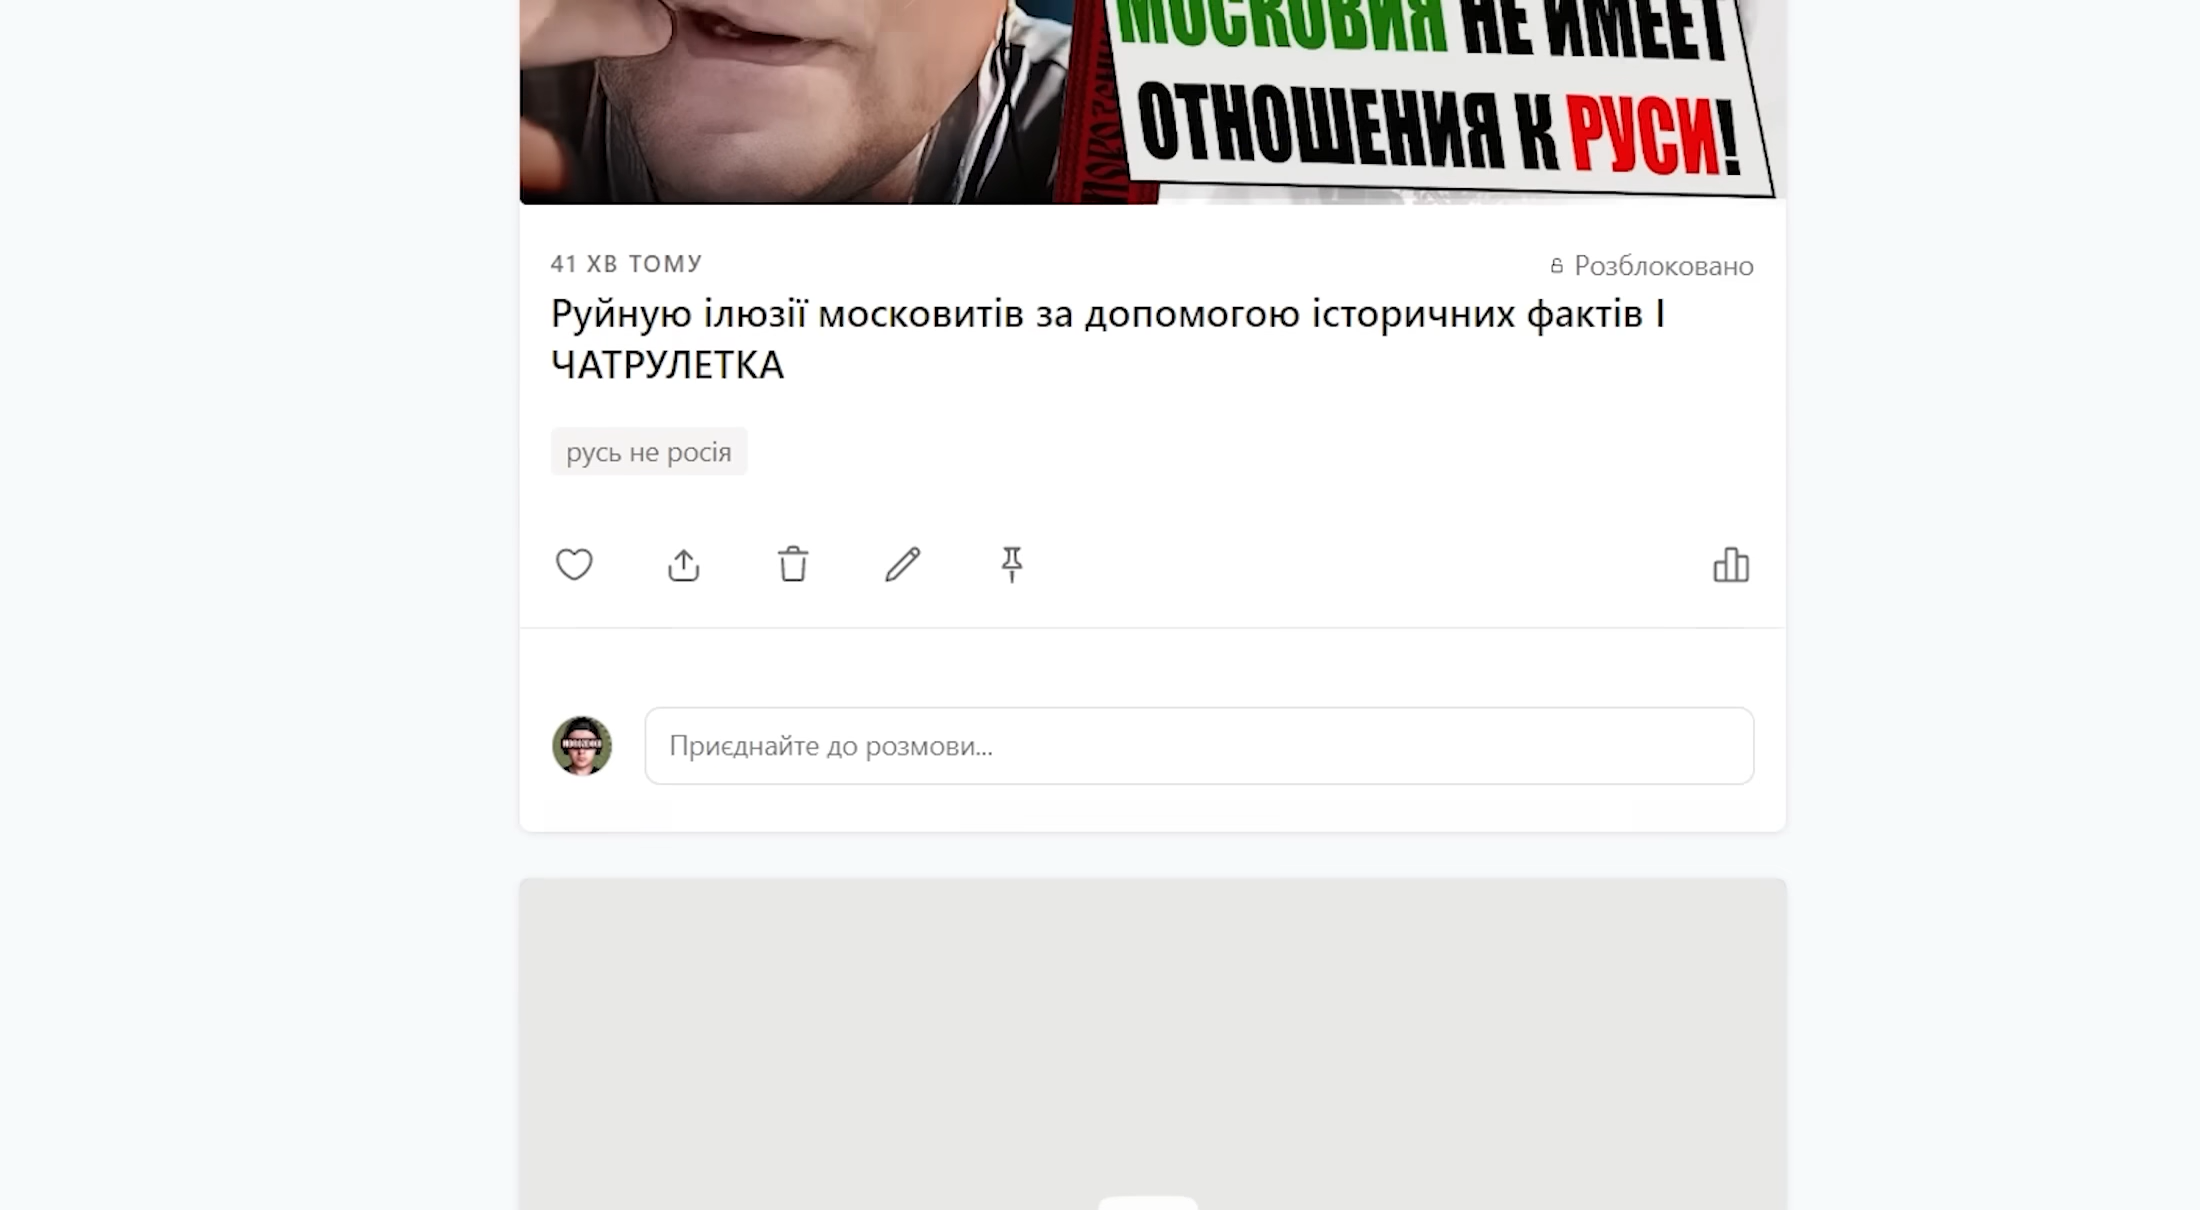 МОСКОВИЯ НЕ ИМЕЕТ
ОТНОШЕНИЯ К РУСИ!
41 ХВ ТОМУ
Розблоковано
Руйную ілюзії московитів за допомогою історичних фактів І
ЧАТРУЛЕТКА
русь не росія
Приєднайте до розмови...